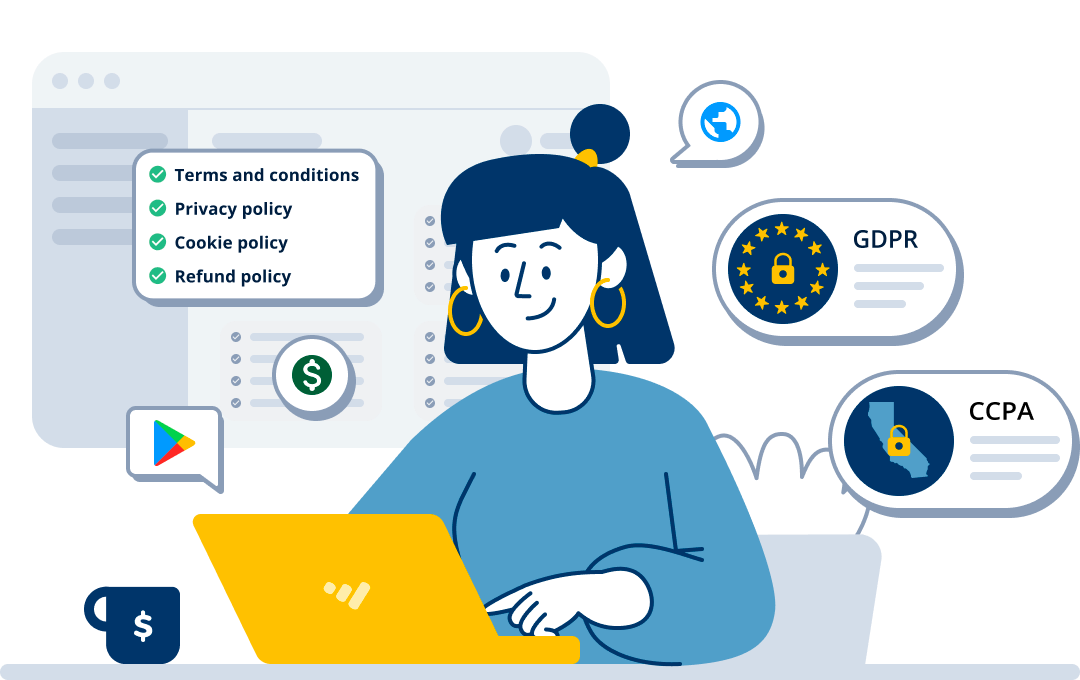 Terms and conditions
Privacy policy
Cookie policy
Refund policy
GDPR
$
CCPA
$